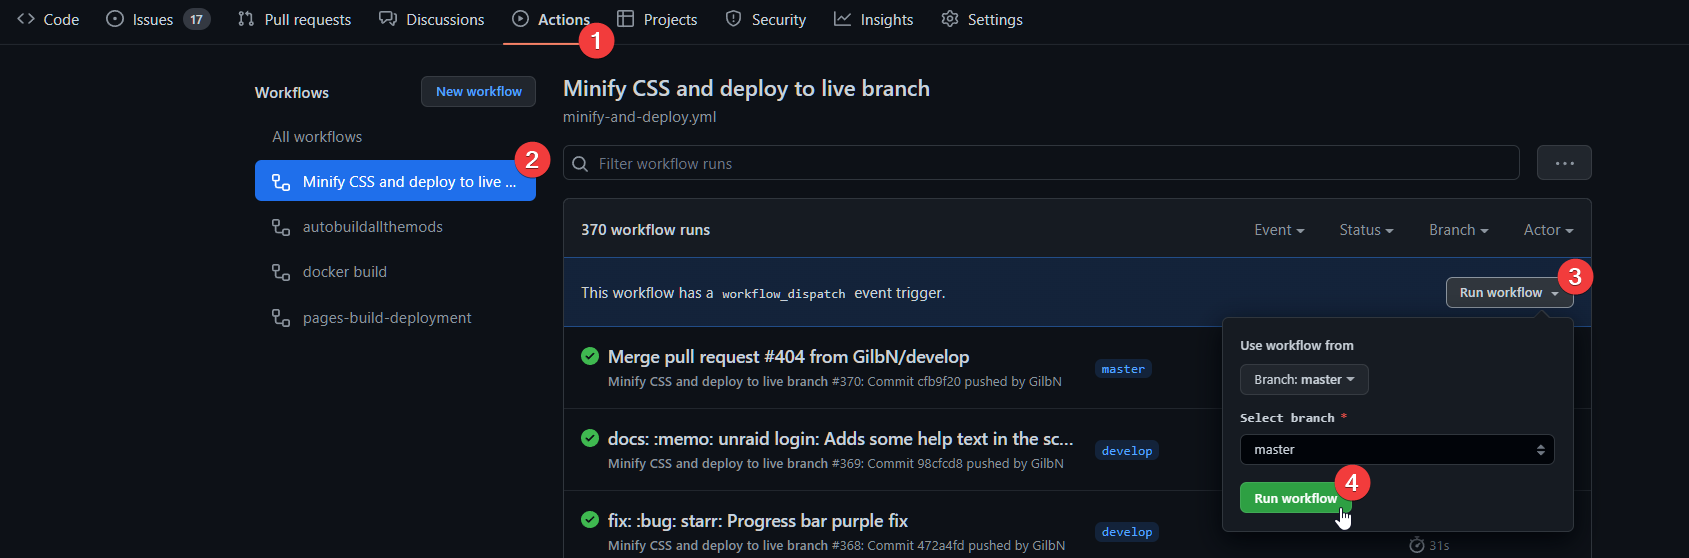 Code Issues 17 Pull requests Discussions Actions Projects Security Insights Settings
1
Workflows
New workflow
All workflows
2
Minify CSS and deploy to live ...
autobuildallthemods
docker build
pages-build-deployment
Minify CSS and deploy to live branch
minify-and-deploy.yml
Filter workflow runs
...
370 workflow runs
Event Status Branch Actor
3
This workflow has a workflow_dispatch event trigger.
Run workflow
Use workflow from
Branch: master
Select branch *
master
4
Run workflow
Merge pull request #404 from GilbN/develop
master
Minify CSS and deploy to live branch #370: Commit cfb9f20 pushed by GilbN
docs: :memo: unraid login: Adds some help text in the sc...
develop
Minify CSS and deploy to live branch #369: Commit 98cfcd8 pushed by GilbN
fix: :bug: starr: Progress bar purple fix
develop
Minify CSS and deploy to live branch #368: Commit 472a4fd pushed by GilbN
31s